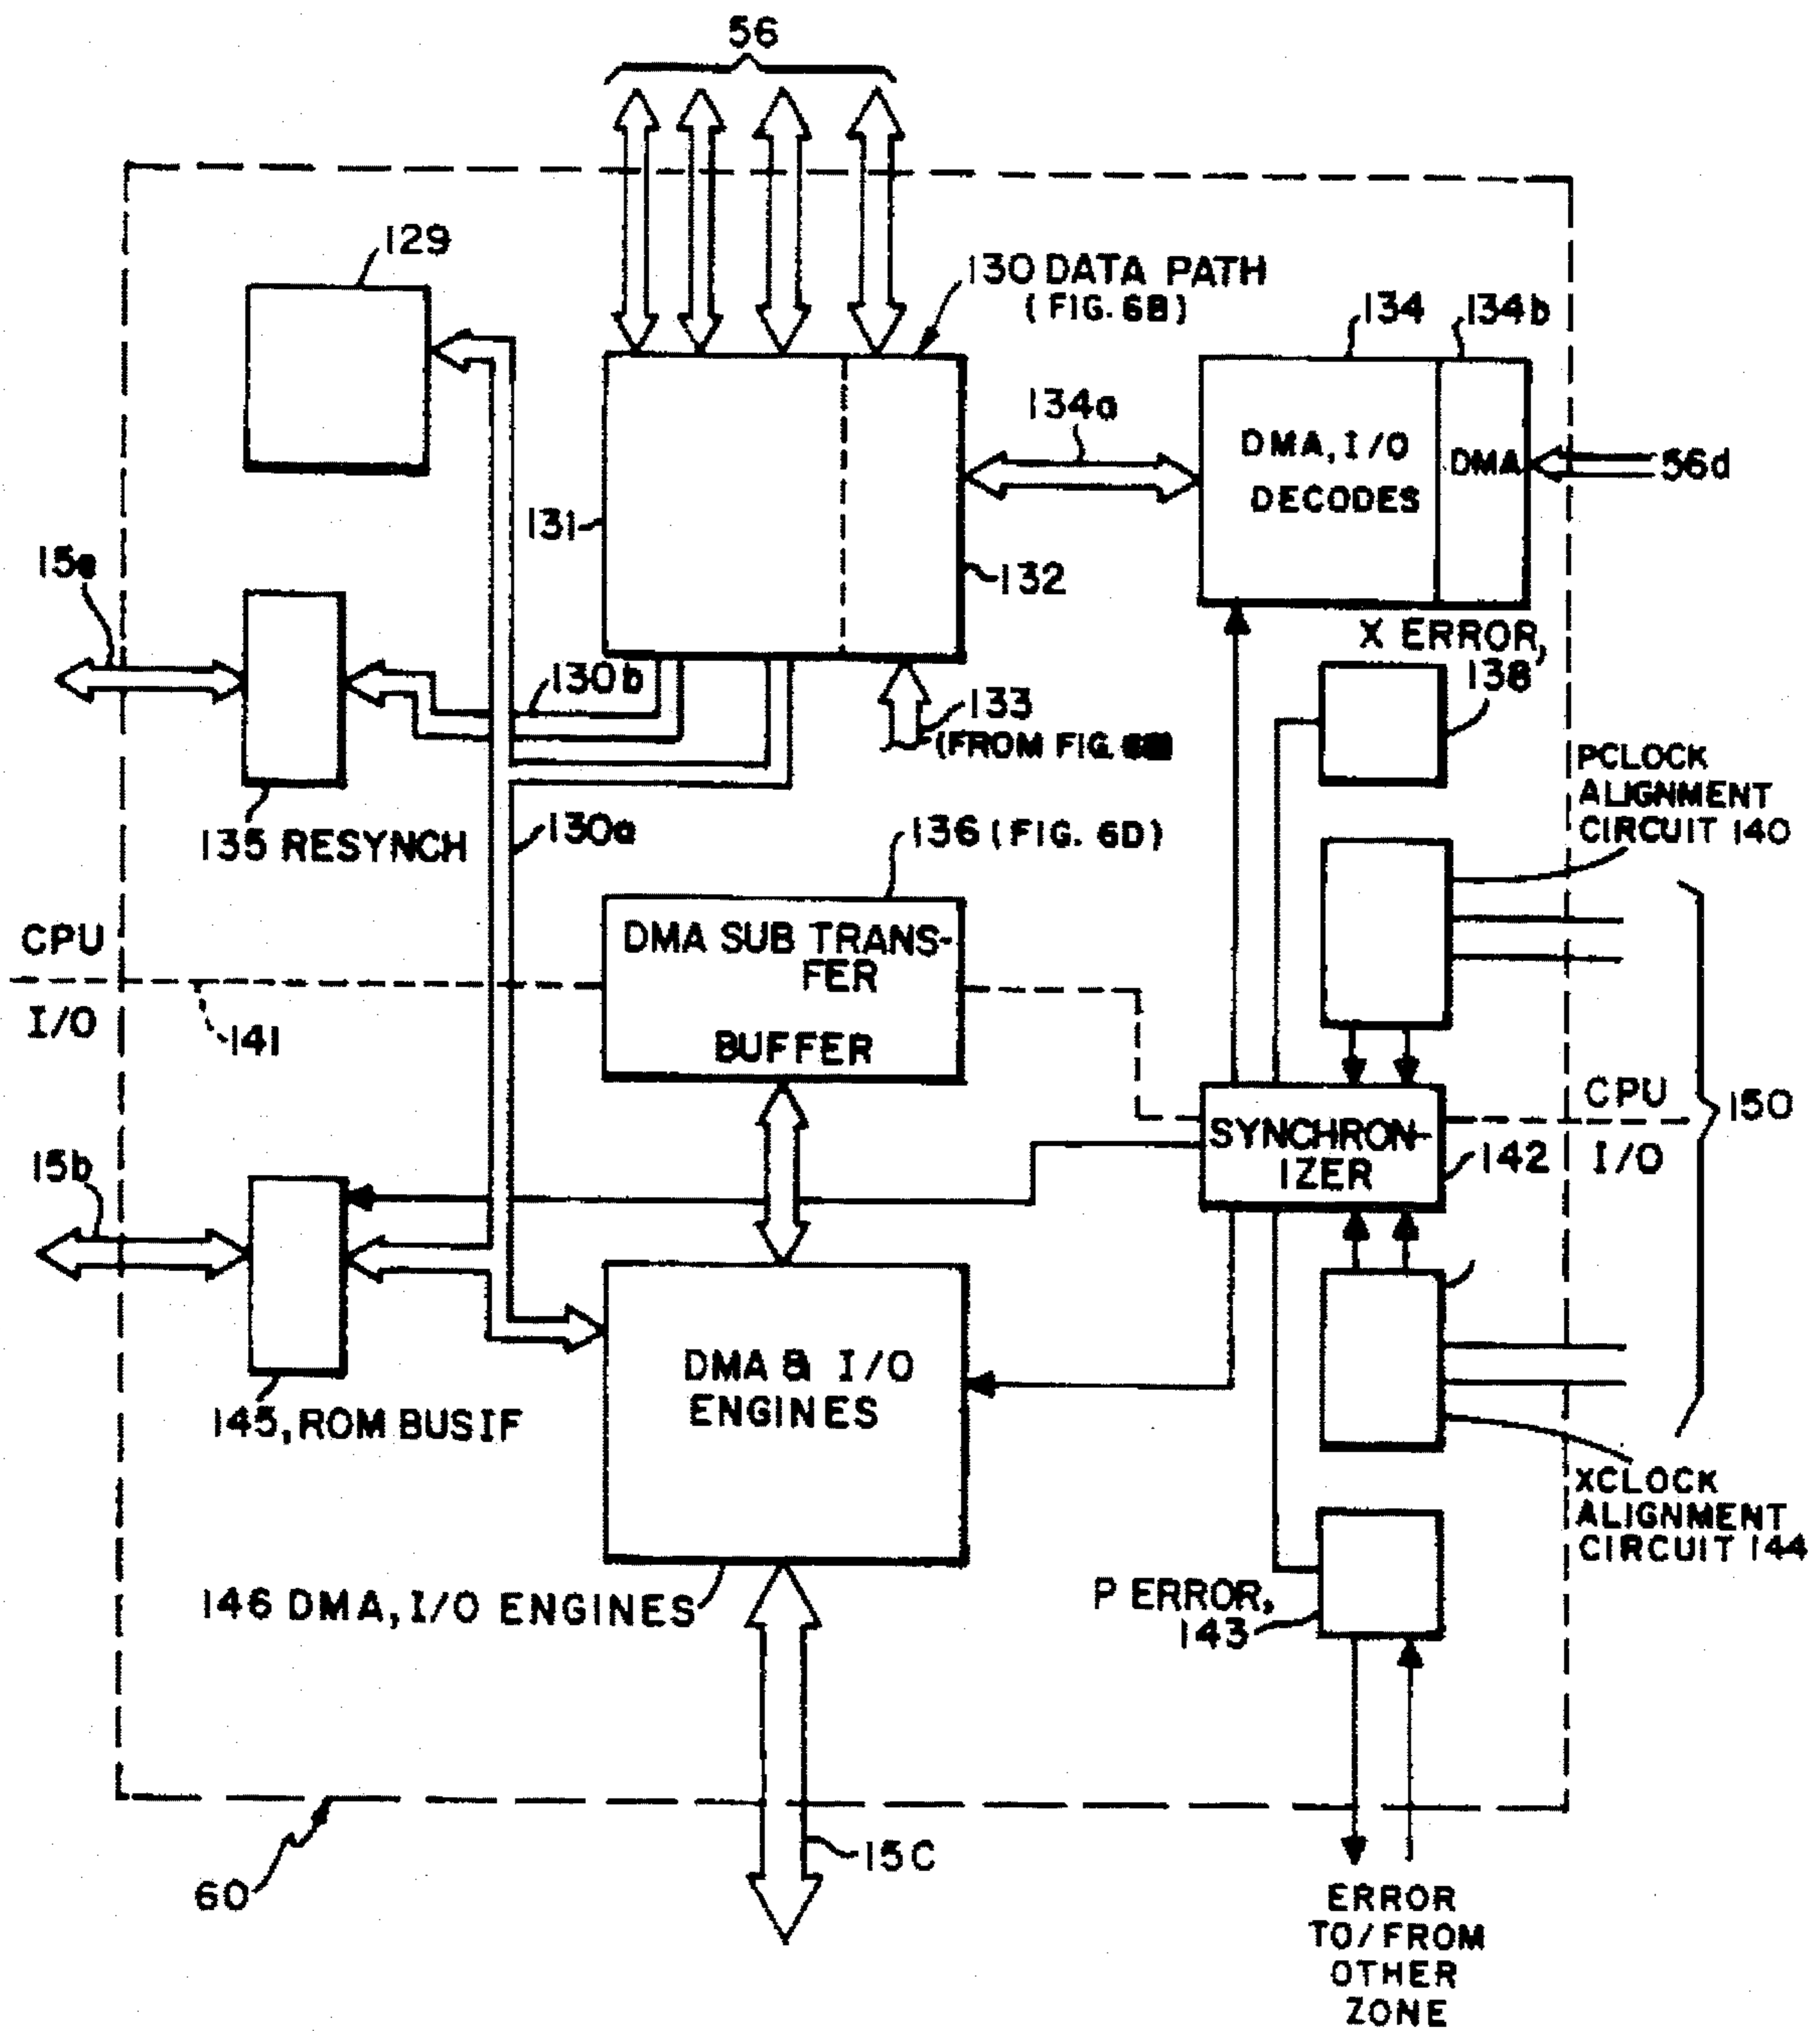 56
129
130 DATA PATH
(FIG. 6B)
134
134b
134a
DMA, I/O
DECODES
DMA
56d
131
132
15e
X ERROR,
138
130b
133
(FROM FIG.
PCLOCK
ALIGNMENT
CIRCUIT 140
135 RESYNCH
130a
136 (FIG. 6D)
CPU
I/O
141
DMA SUB TRANS-
FER
BUFFER
CPU
I/O
150
SYNCHRON-
IZER
142
15b
145, ROM BUS IF
DMA & I/O
ENGINES
XCLOCK
ALIGNMENT
CIRCUIT 144
146 DMA, I/O ENGINES
P ERROR,
143
15C
60
ERROR
TO/FROM
OTHER
ZONE